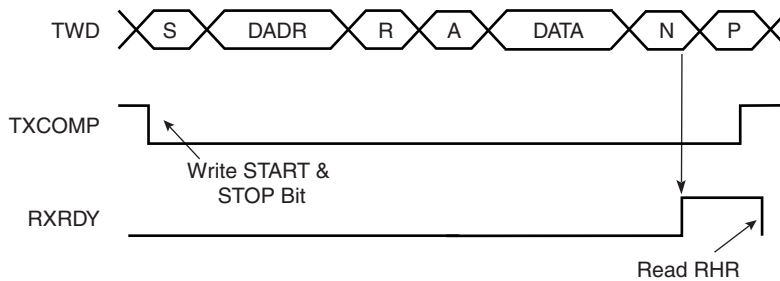 TWD S DADR R A DATA N P
TXCOMP
Write START &
STOP Bit
RXRDY
Read RHR